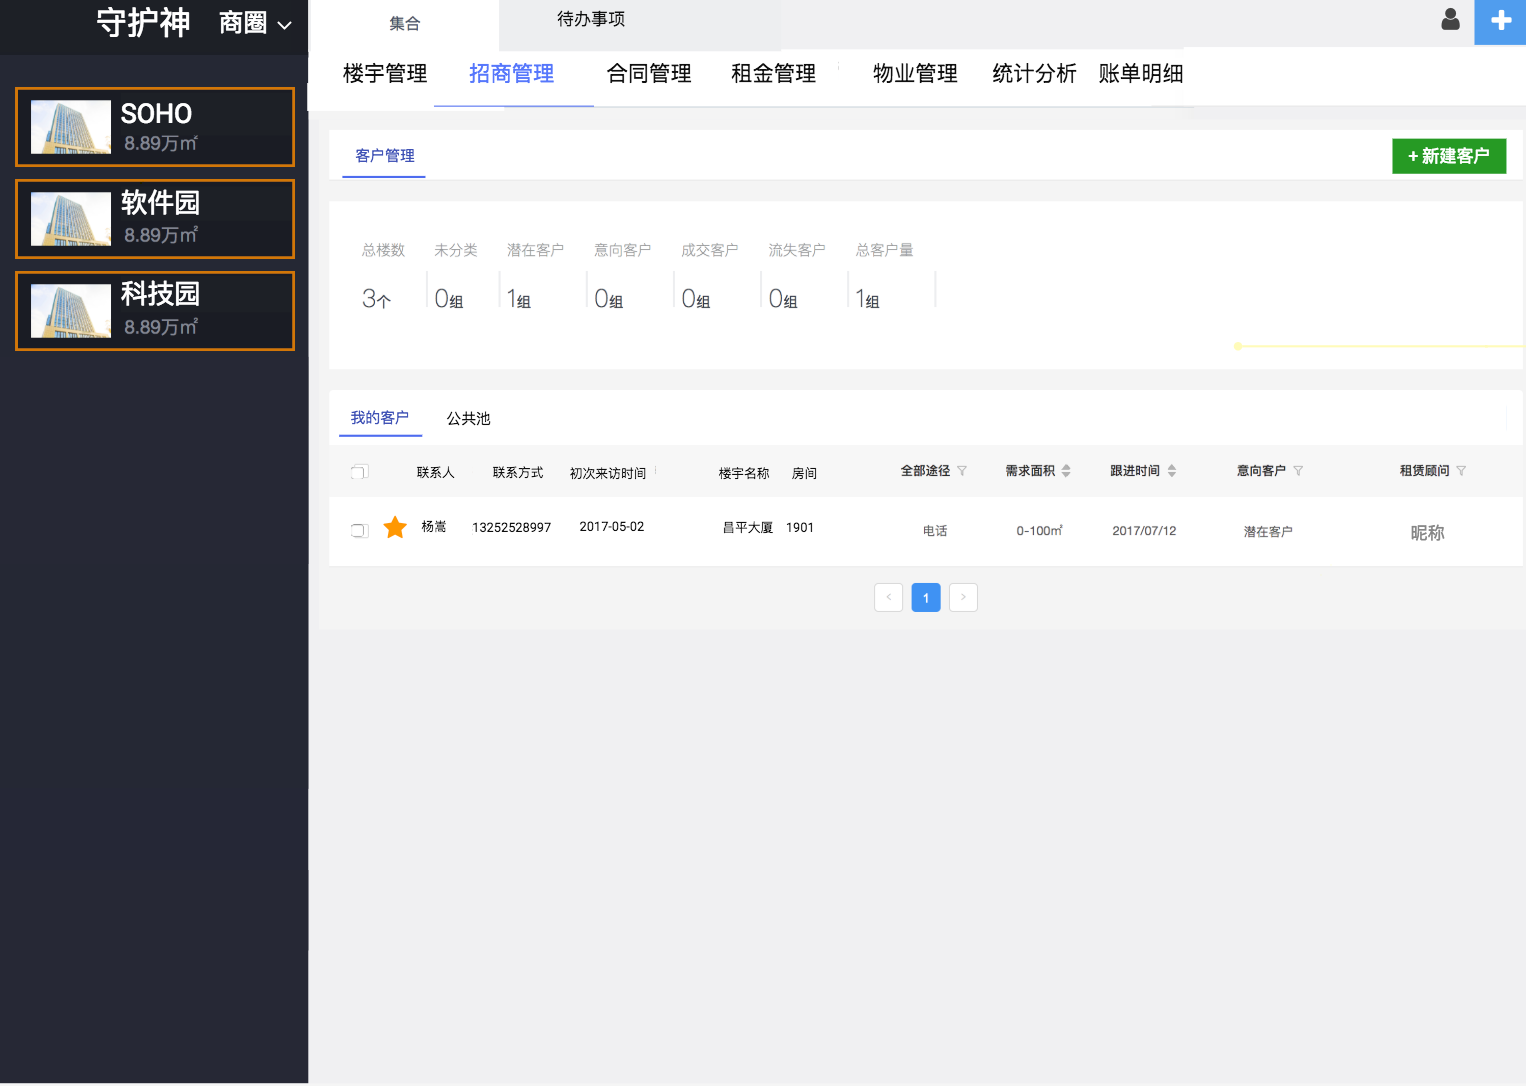 守护神 商圈
集合 待办事项
楼宇管理 招商管理 合同管理 租金管理 物业管理 统计分析 账单明细
SOHO
8.89万㎡
软件园
8.89万㎡
科技园
8.89万㎡
客户管理
+ 新建客户
总楼数 未分类 潜在客户 意向客户 成交客户 流失客户 总客户量
3个 0组 1组 0组 0组 0组 1组
我的客户 公共池
联系人 联系方式 初次来访时间 楼宇名称 房间 全部途径 需求面积 跟进时间 意向客户 租赁顾问
杨嵩 13252528997 2017-05-02 昌平大厦 1901 电话 0-100㎡ 2017/07/12 潜在客户 昵称
< 1 >